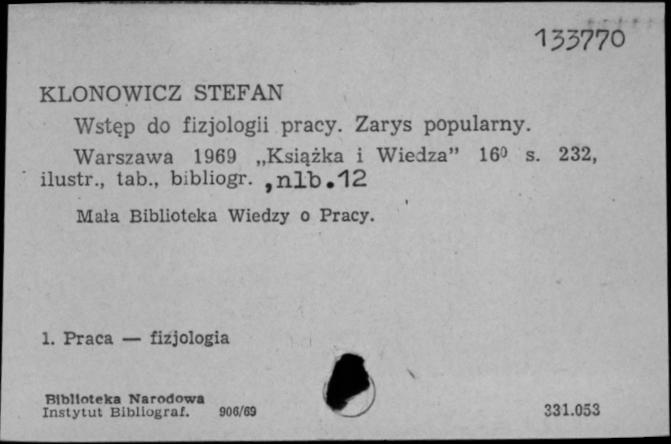 133770
KLONOWICZ STEFAN
Wstęp do fizjologii pracy. Zarys popularny.
Warszawa 1969 „Książka i Wiedza” 16⁰ s. 232,
ilustr., tab., bibliogr. ,nlb.12
Mała Biblioteka Wiedzy o Pracy.
1. Praca — fizjologia
Biblioteka Narodowa
Instytut Bibliograf. 906/69
331.053